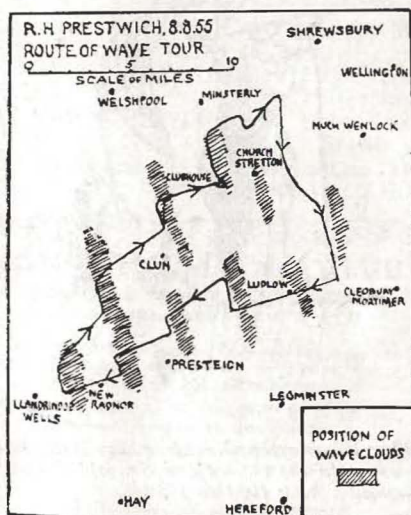 R.H PRESTWICH, 8.8.55
ROUTE OF WAVE TOUR
0 5 10
SCALE OF MILES
SHREWSBURY
WELLINGTON
WELSHPOOL
MINSTERLY
MUCH WENLOCK
CHURCH
STRETTON
CLUBHOUSE
CLUN
LUDLOW
CLEOBURY
MORTIMER
PRESTEIGN
NEW
RADNOR
LLANDRINDOD
WELLS
LEOMINSTER
POSITION OF
WAVE CLOUDS
HAY
HEREFORD